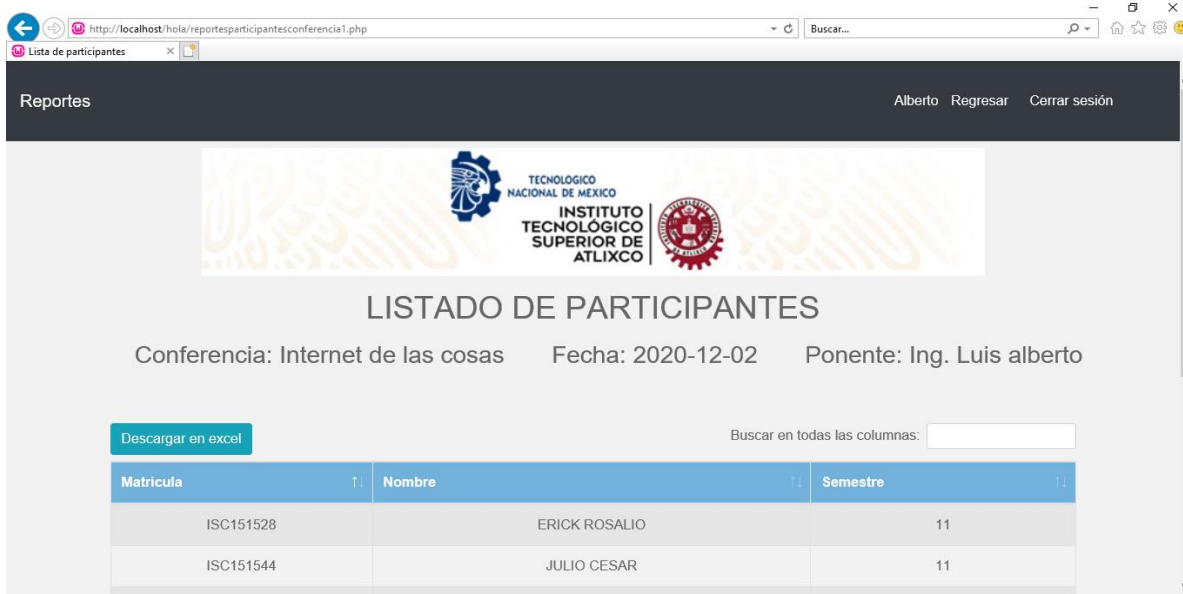 http://localhost/hola/reportesparticipantesconferencia1.php
Buscar...
Lista de participantes
Reportes
Alberto Regresar Cerrar sesión
TECNOLOGICO
NACIONAL DE MEXICO
INSTITUTO
TECNOLÓGICO
SUPERIOR DE
ATLIXCO
LISTADO DE PARTICIPANTES
Conferencia: Internet de las cosas Fecha: 2020-12-02 Ponente: Ing. Luis alberto
Descargar en excel
Buscar en todas las columnas:
Matricula Nombre Semestre
ISC151528 ERICK ROSALIO 11
ISC151544 JULIO CESAR 11